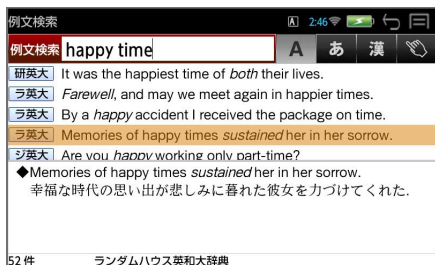 例文検索 A 2:46
例文検索 happy time A あ 漢
研英大 It was the happiest time of both their lives.
ラ英大 Farewell, and may we meet again in happier times.
ラ英大 By a happy accident I received the package on time.
ラ英大 Memories of happy times sustained her in her sorrow.
ジ英大 Are you happy working only part-time?
◆Memories of happy times sustained her in her sorrow.
幸福な時代の思い出が悲しみに暮れた彼女を力づけてくれた.
52 件 ランダムハウス英和大辞典